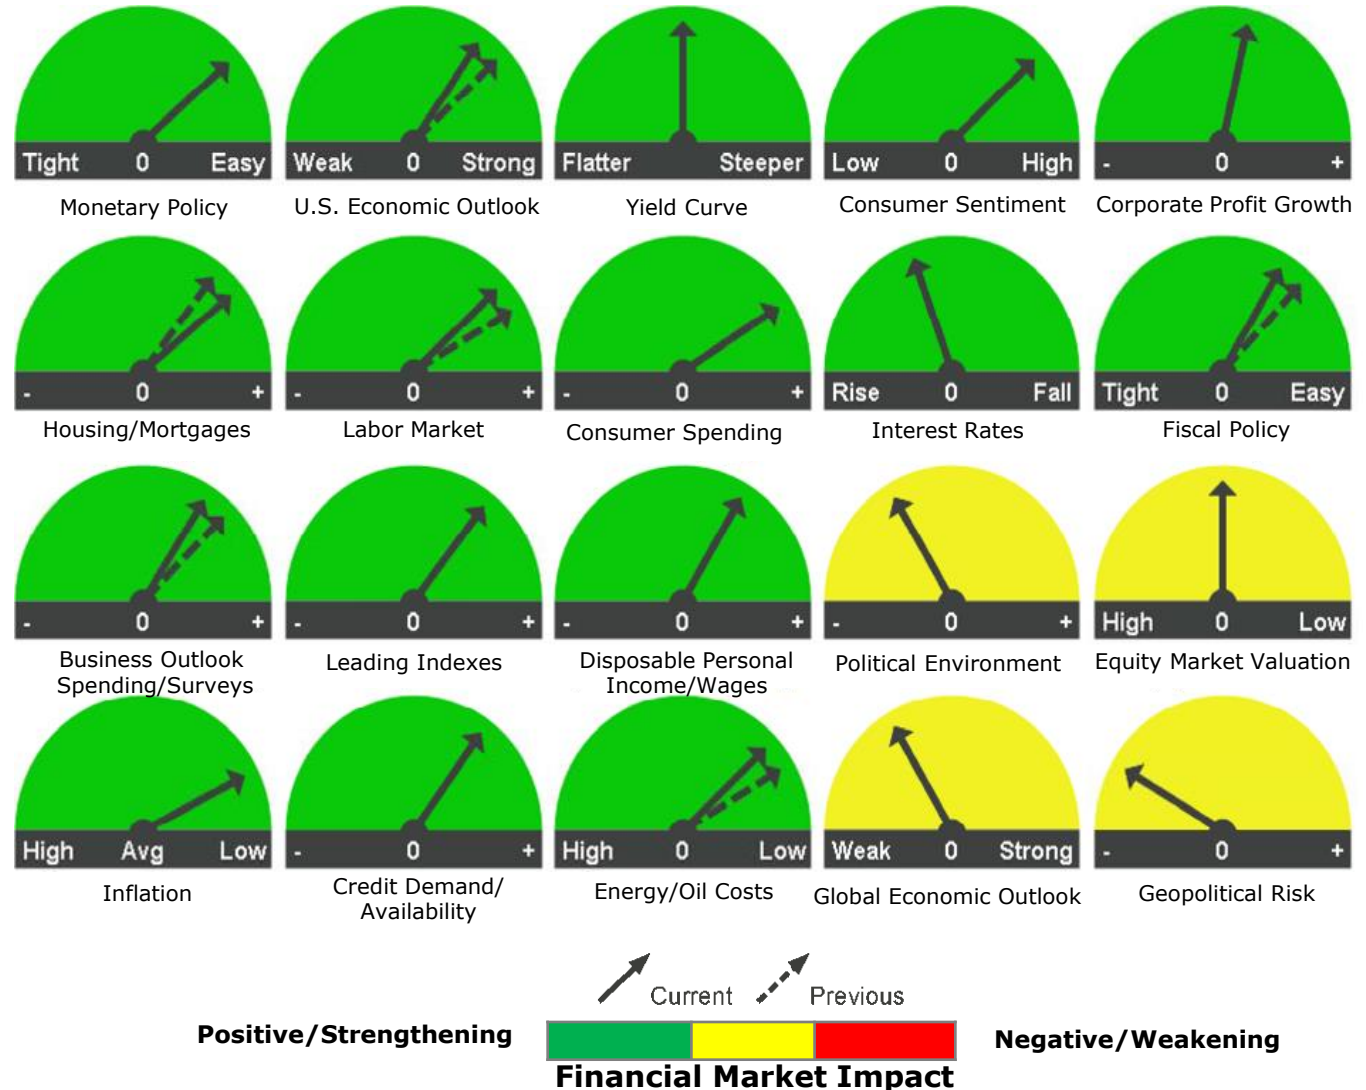 Tight 0 Easy
Weak 0 Strong
Flatter Steeper
Low 0 High
- 0 +
Monetary Policy
U.S. Economic Outlook
Yield Curve
Consumer Sentiment
Corporate Profit Growth
- 0 +
- 0 +
- 0 +
Rise 0 Fall
Tight 0 Easy
Housing/Mortgages
Labor Market
Consumer Spending
Interest Rates
Fiscal Policy
- 0 +
- 0 +
- 0 +
- 0 +
High 0 Low
Business Outlook
Spending/Surveys
Leading Indexes
Disposable Personal
Income/Wages
Political Environment
Equity Market Valuation
High Avg Low
- 0 +
High 0 Low
Weak 0 Strong
- 0 +
Inflation
Credit Demand/
Availability
Energy/Oil Costs
Global Economic Outlook
Geopolitical Risk
Current
Previous
Positive/Strengthening
Negative/Weakening
Financial Market Impact